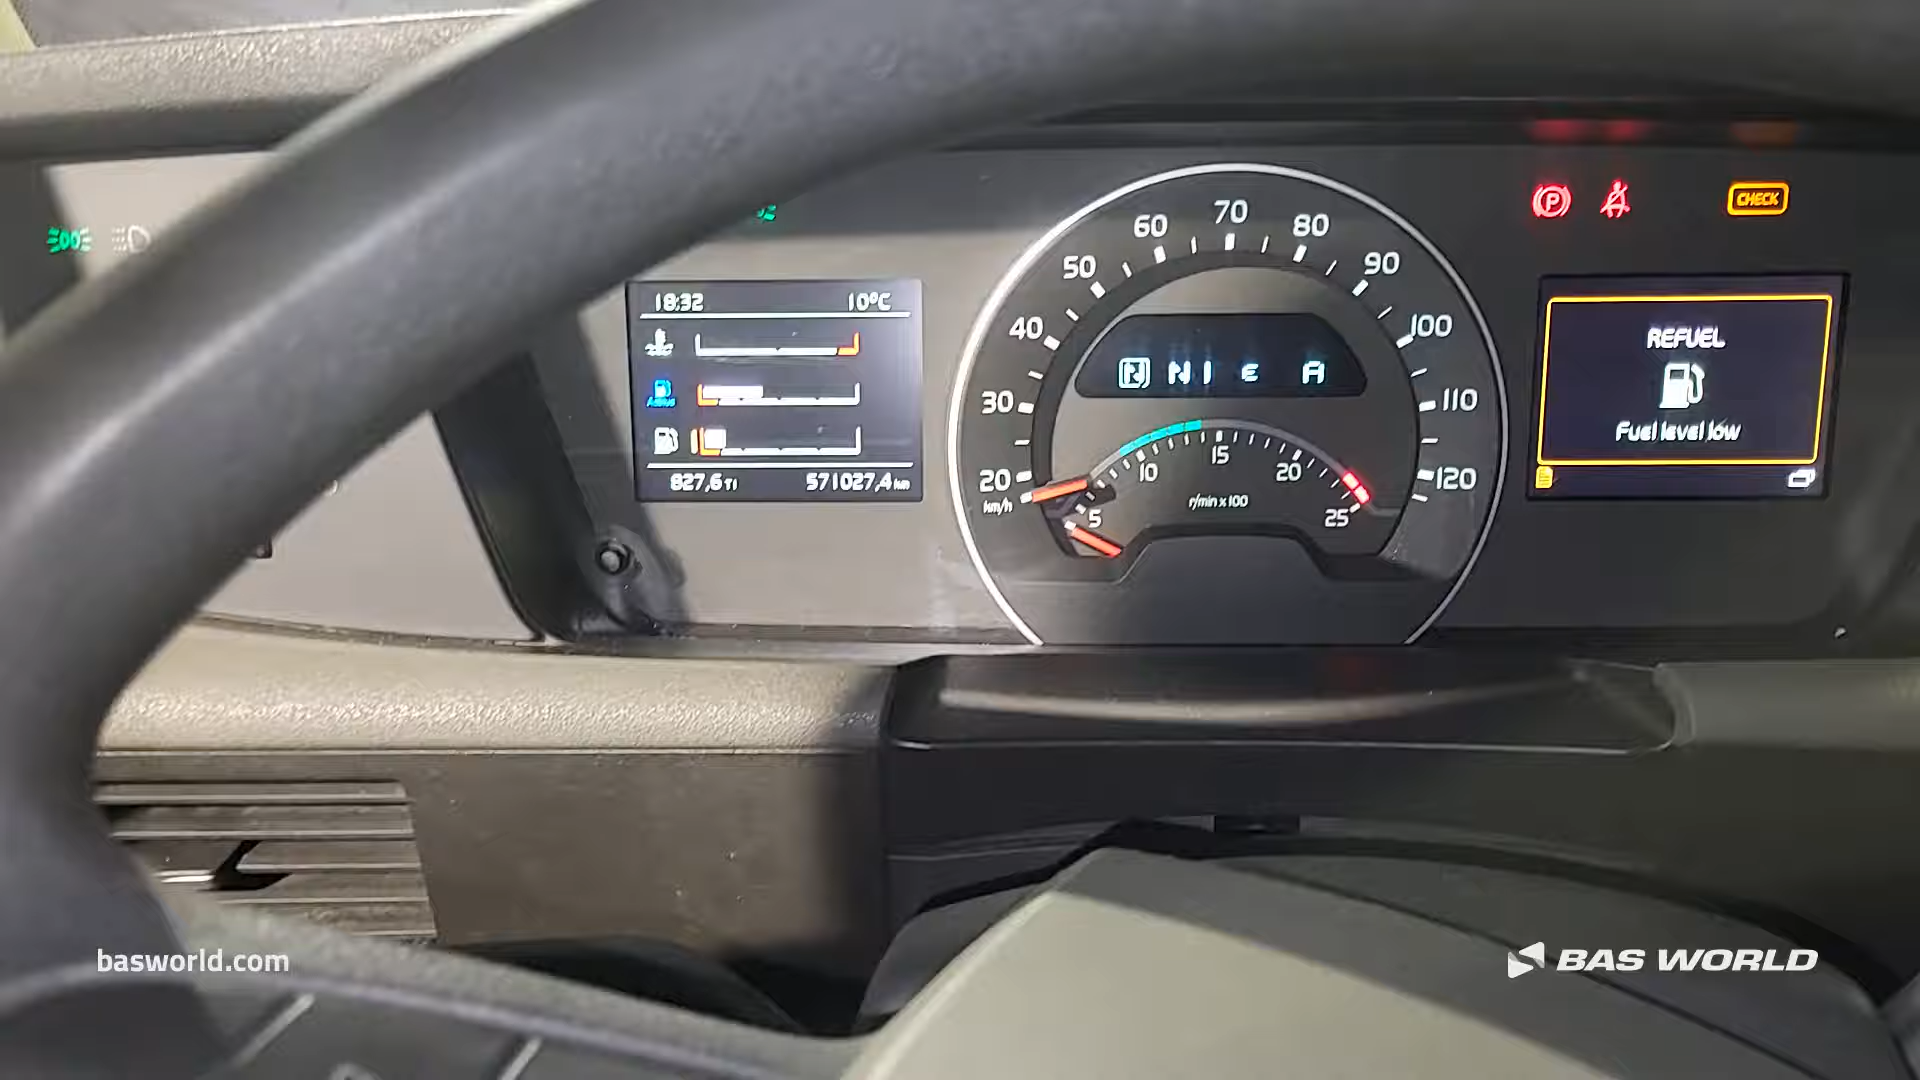 18:32 10°C
827,6 T1 571027,4 km
20 30 40 50 60 70 80 90 100 110 120
km/h
N N I E A
5 10 15 20 25
r/min x 100
P
CHECK
REFUEL
Fuel level low
basworld.com
BAS WORLD